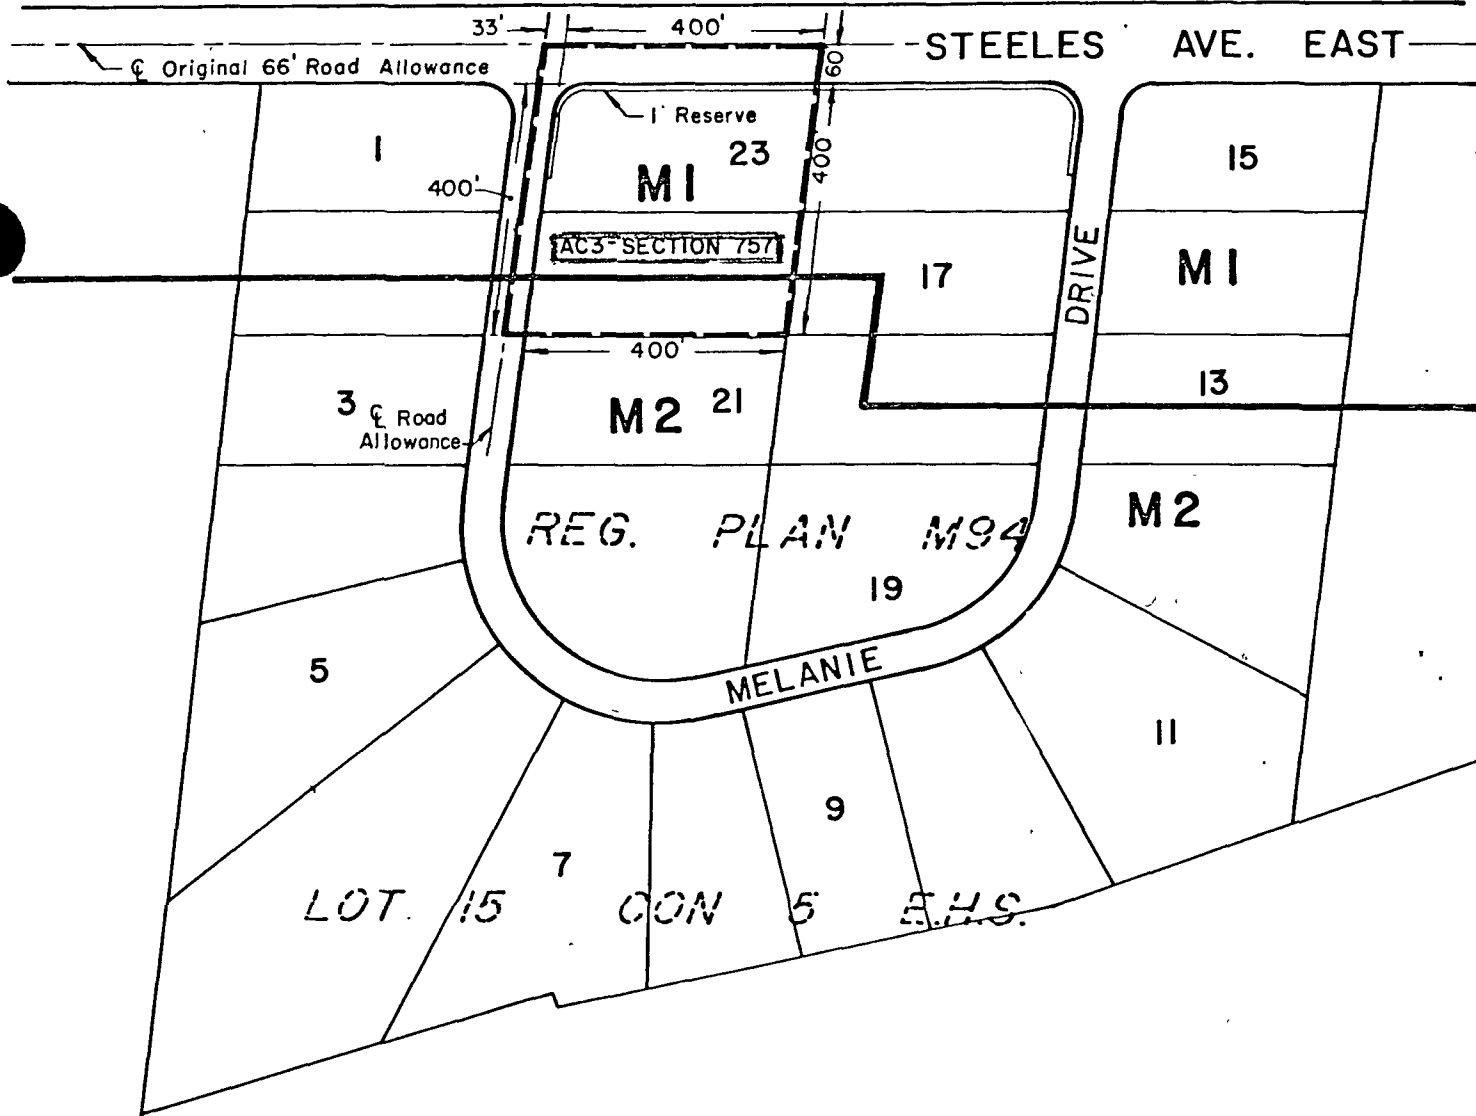 33' 400'
STEELES AVE. EAST
℄ Original 66' Road Allowance
60'
1' Reserve
1
23
15
M1
400'
400'
AC3-SECTION 757
DRIVE
M1
17
400'
13
3
M2
21
℄ Road
Allowance
M2
REG. PLAN M94
19
MELANIE
5
11
9
7
LOT. 15 CON 5 E.H.S.